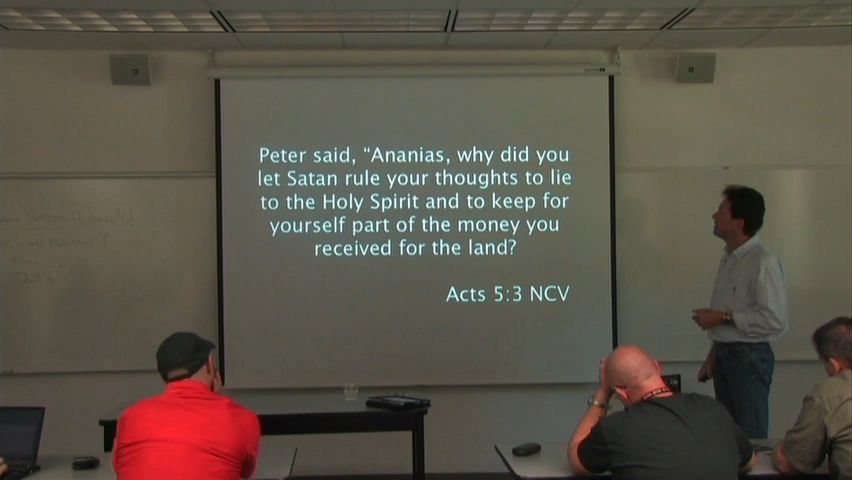 Peter said, “Ananias, why did you
let Satan rule your thoughts to lie
to the Holy Spirit and to keep for
yourself part of the money you
received for the land?
Acts 5:3 NCV